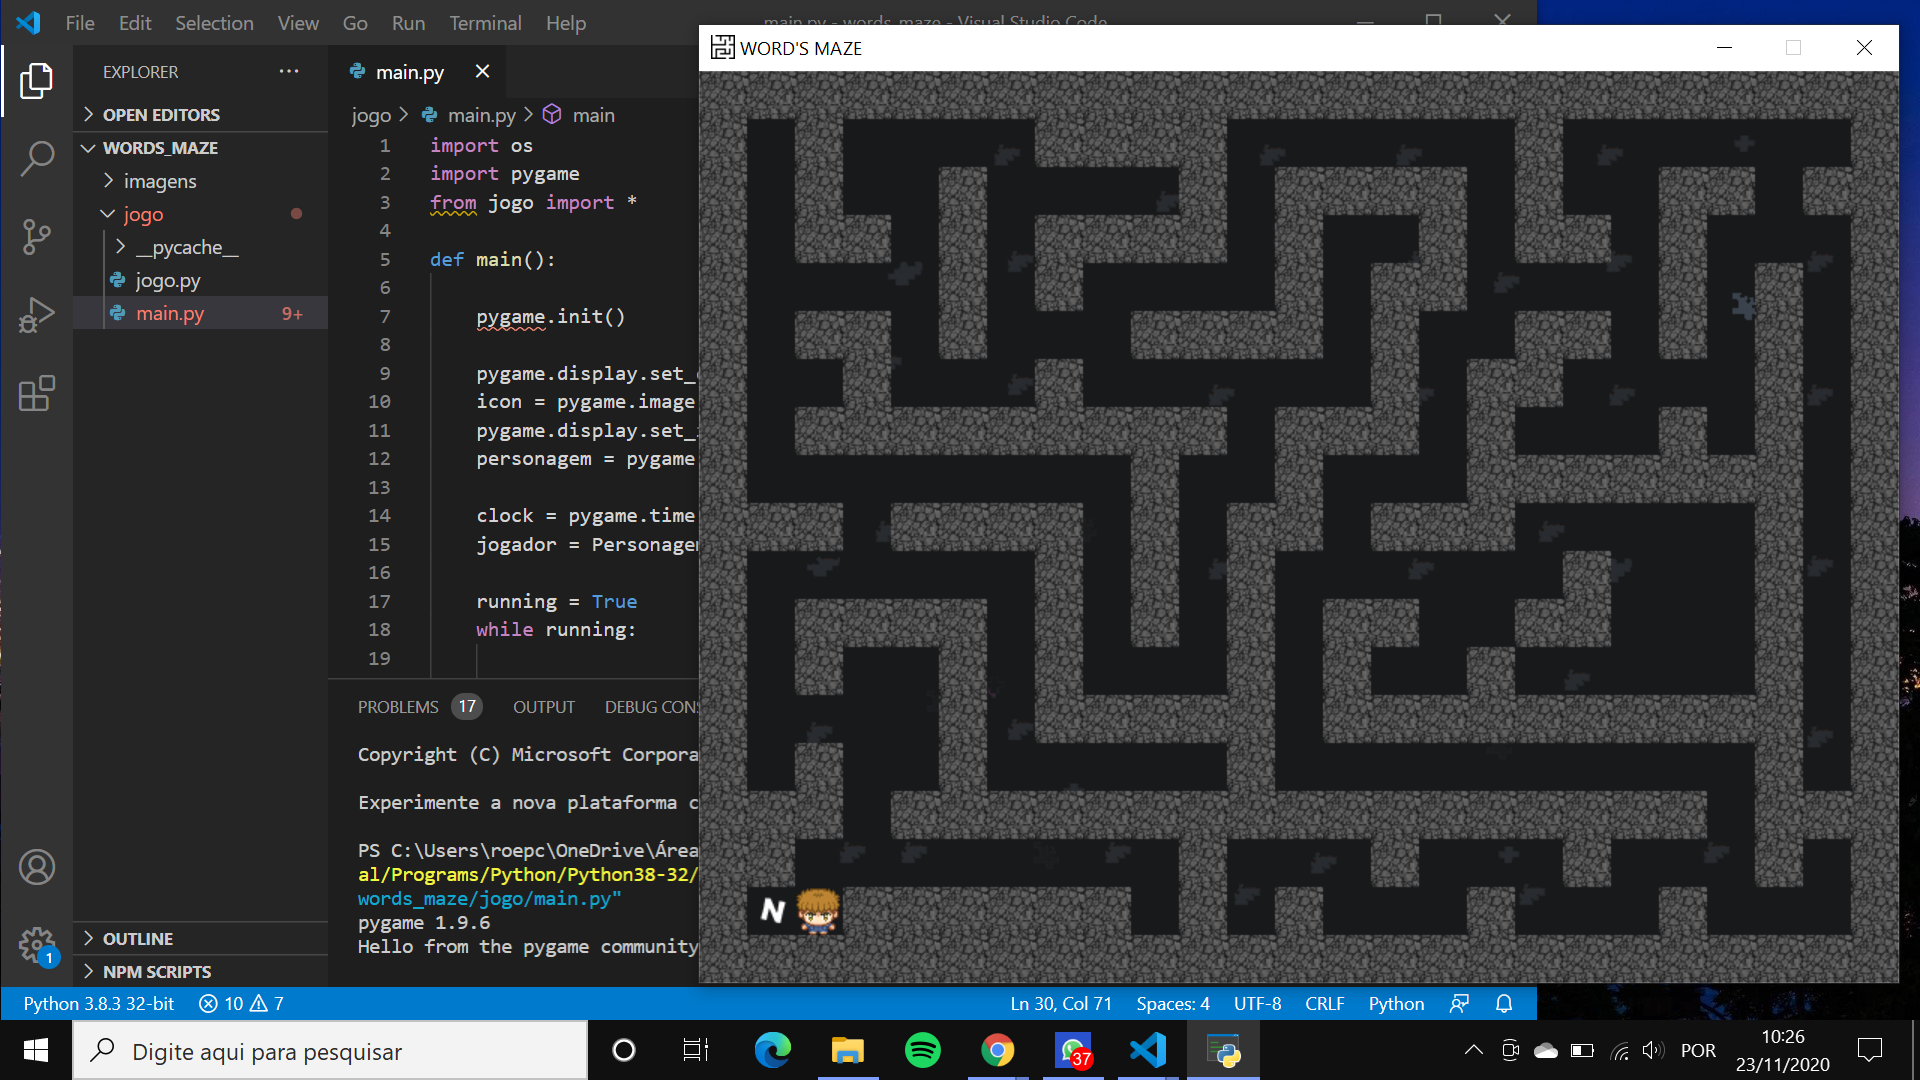 File Edit Selection View Go Run Terminal Help
main.py - words_maze - Visual Studio Code
WORD'S MAZE
EXPLORER
main.py
OPEN EDITORS
jogo main.py main
WORDS_MAZE
imagens
jogo
__pycache__
jogo.py
main.py 9+
1 import os
2 import pygame
3 from jogo import *
4
5 def main():
6
7 pygame.init()
8
9 pygame.display.set_
10 icon = pygame.image
11 pygame.display.set_
12 personagem = pygame
13
14 clock = pygame.time
15 jogador = Personagem
16
17 running = True
18 while running:
19
PROBLEMS 17 OUTPUT DEBUG CONS
Copyright (C) Microsoft Corpora
Experimente a nova plataforma c
PS C:\Users\roepc\OneDrive\Área
al/Programs/Python/Python38-32/
words_maze/jogo/main.py"
pygame 1.9.6
Hello from the pygame community
N
OUTLINE
NPM SCRIPTS
1
Python 3.8.3 32-bit 10 7
Ln 30, Col 71 Spaces: 4 UTF-8 CRLF Python
Digite aqui para pesquisar
37
POR
10:26
23/11/2020